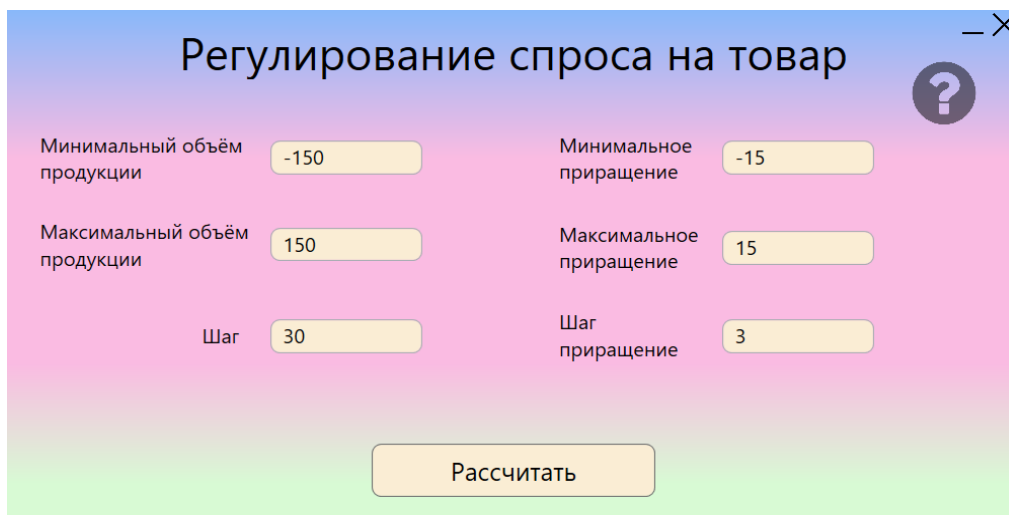 Регулирование спроса на товар
?
Минимальный объём
продукции
-150
Минимальное
приращение
-15
Максимальный объём
продукции
150
Максимальное
приращение
15
Шаг
30
Шаг
приращение
3
Рассчитать